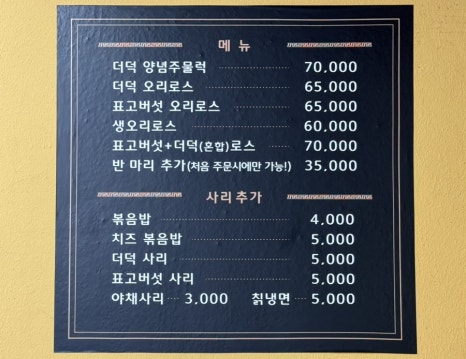 메 뉴
더덕 양념주물럭 70,000
더덕 오리로스 65,000
표고버섯 오리로스 65,000
생오리로스 60,000
표고버섯+더덕(혼합)로스 70,000
반 마리 추가(처음 주문시에만 가능!) 35,000
사리추가
볶음밥 4,000
치즈 볶음밥 5,000
더덕 사리 5,000
표고버섯 사리 5,000
야채사리 3,000 칡냉면 5,000